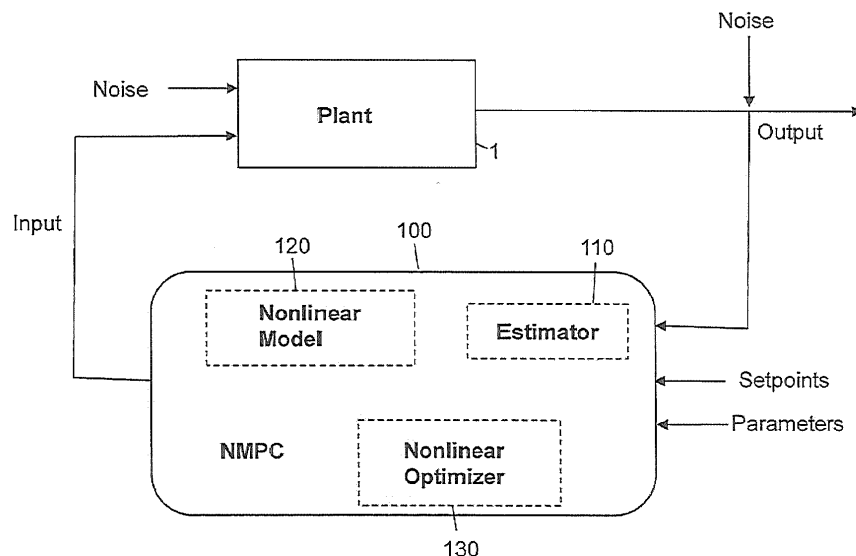 Noise
Noise
Plant
1
Output
Input
120
100
110
Nonlinear
Model
Estimator
Setpoints
Parameters
NMPC
Nonlinear
Optimizer
130